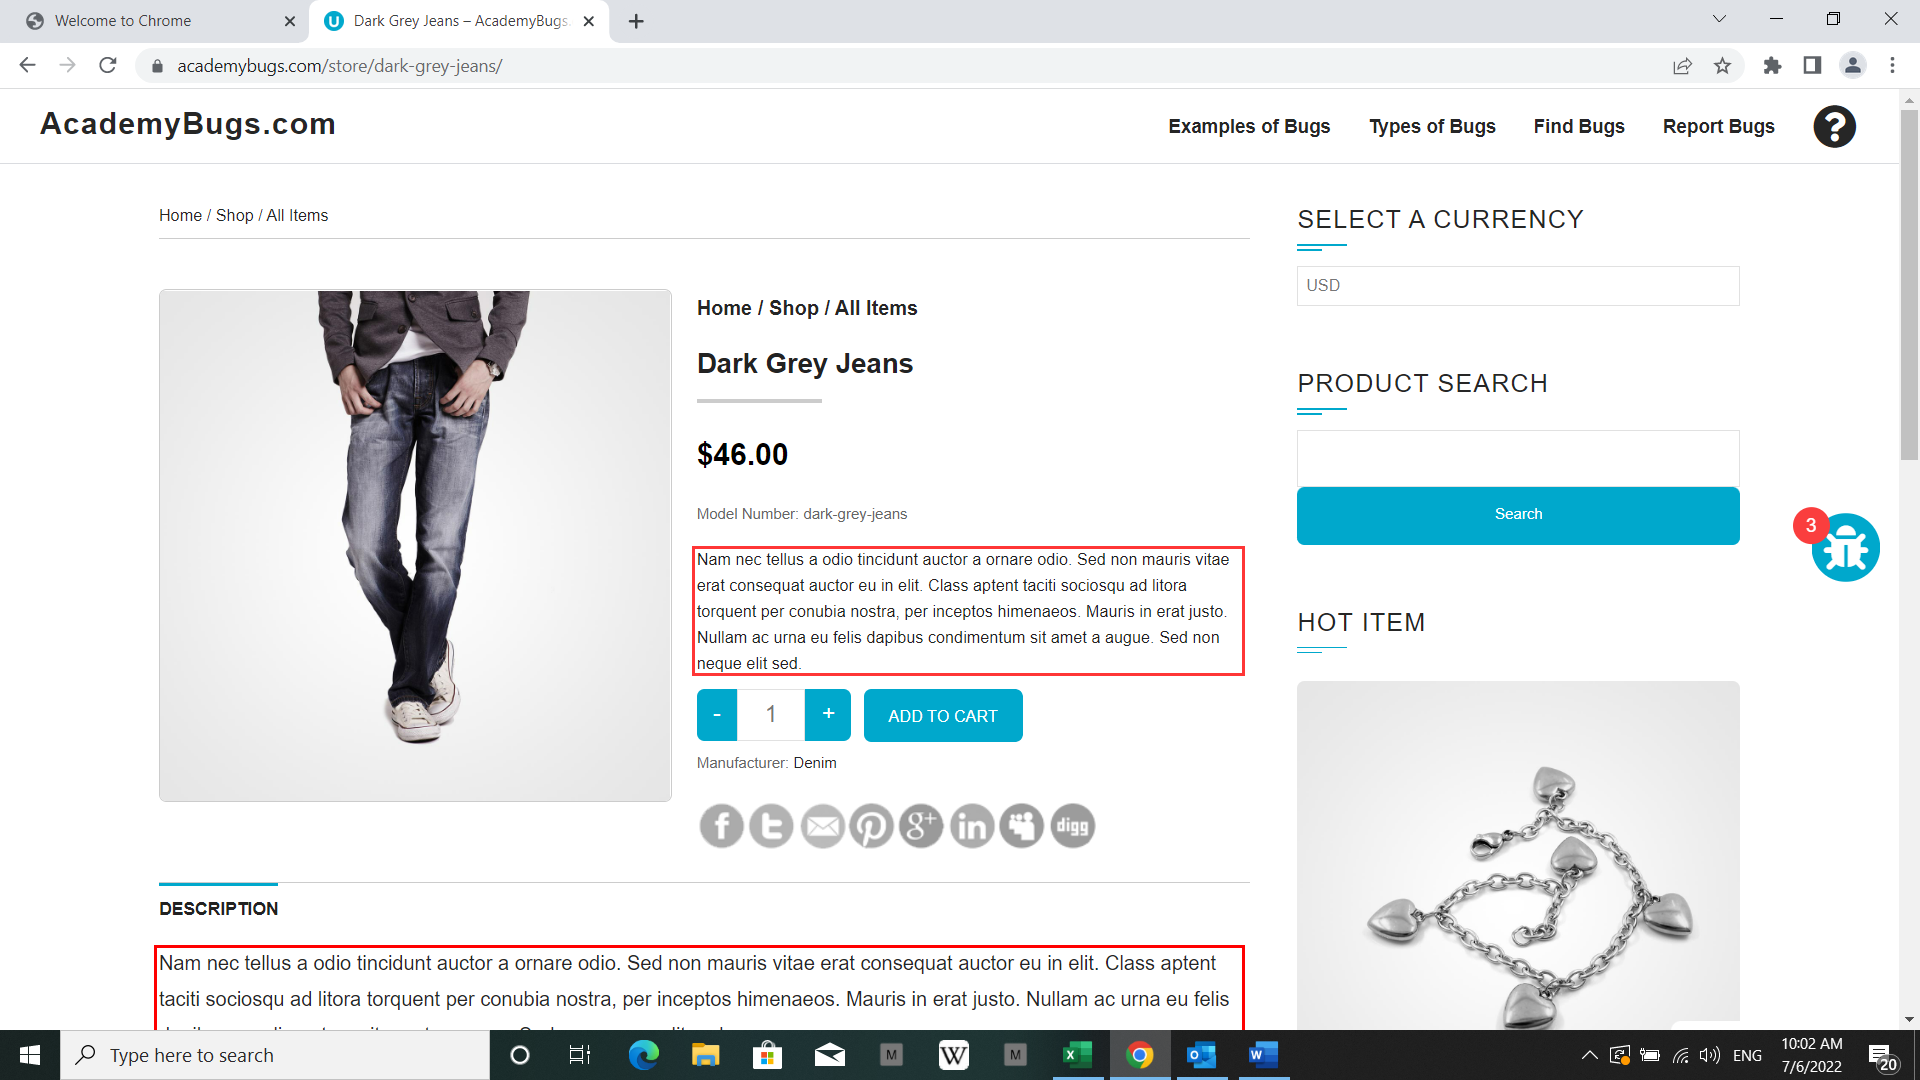 Welcome to Chrome
Dark Grey Jeans – AcademyBugs.
academybugs.com/store/dark-grey-jeans/
AcademyBugs.com
Examples of Bugs
Types of Bugs
Find Bugs
Report Bugs
?
Home / Shop / All Items
Home / Shop / All Items
Dark Grey Jeans
$46.00
Model Number: dark-grey-jeans
Nam nec tellus a odio tincidunt auctor a ornare odio. Sed non mauris vitae
erat consequat auctor eu in elit. Class aptent taciti sociosqu ad litora
torquent per conubia nostra, per inceptos himenaeos. Mauris in erat justo.
Nullam ac urna eu felis dapibus condimentum sit amet a augue. Sed non
neque elit sed.
- 1 + ADD TO CART
Manufacturer: Denim
digg
SELECT A CURRENCY
USD
PRODUCT SEARCH
Search
3
HOT ITEM
DESCRIPTION
Nam nec tellus a odio tincidunt auctor a ornare odio. Sed non mauris vitae erat consequat auctor eu in elit. Class aptent
taciti sociosqu ad litora torquent per conubia nostra, per inceptos himenaeos. Mauris in erat justo. Nullam ac urna eu felis
Type here to search
ENG
10:02 AM
7/6/2022
20